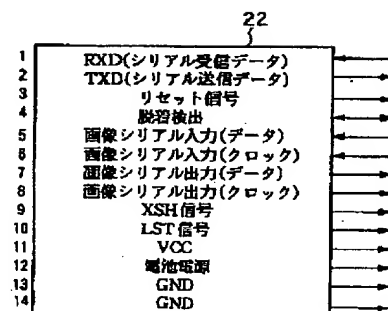 22
1 RXD(シリアル受信データ)
2 TXD(シリアル送信データ)
3 リセット信号
4 脱着検出
5 画像シリアル入力(データ)
6 画像シリアル入力(クロック)
7 画像シリアル出力(データ)
8 画像シリアル出力(クロック)
9 XSH信号
10 LST信号
11 VCC
12 電池電源
13 GND
14 GND